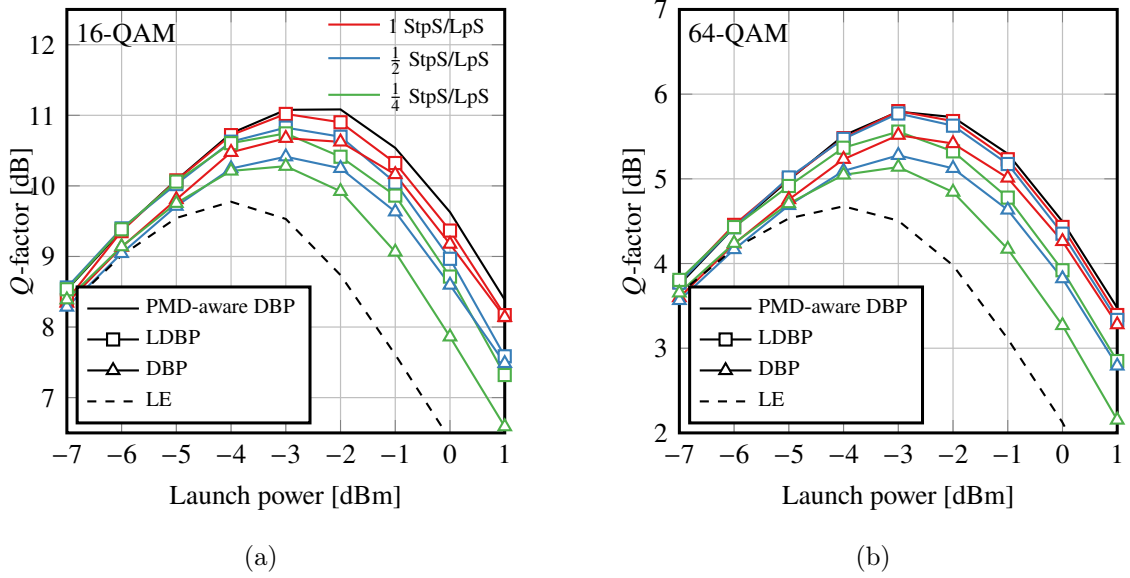 16-QAM
1 StpS/LpS
1/2 StpS/LpS
1/4 StpS/LpS
12
11
10
9
8
7
Q-factor [dB]
PMD-aware DBP
LDBP
DBP
LE
−7 −6 −5 −4 −3 −2 −1 0 1
Launch power [dBm]
(a)
64-QAM
7
6
5
4
3
2
Q-factor [dB]
PMD-aware DBP
LDBP
DBP
LE
−7 −6 −5 −4 −3 −2 −1 0 1
Launch power [dBm]
(b)